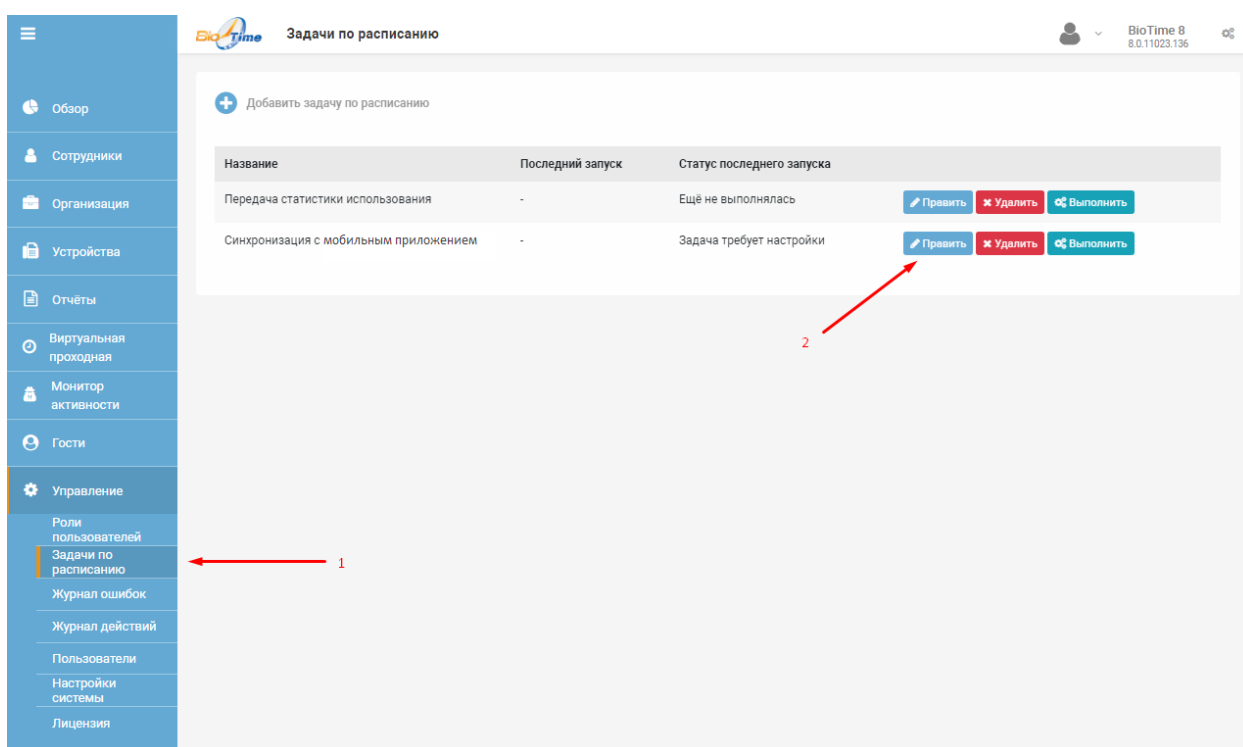 BioTime
Задачи по расписанию
BioTime 8
8.0.11023.136
Обзор
Сотрудники
Организация
Устройства
Отчёты
Виртуальная
проходная
Монитор
активности
Гости
Управление
Роли
пользователей
Задачи по
расписанию
Журнал ошибок
Журнал действий
Пользователи
Настройки
системы
Лицензия
Добавить задачу по расписанию
Название Последний запуск Статус последнего запуска
Передача статистики использования - Ещё не выполнялась Править Удалить Выполнить
Синхронизация с мобильным приложением - Задача требует настройки Править Удалить Выполнить
2
1